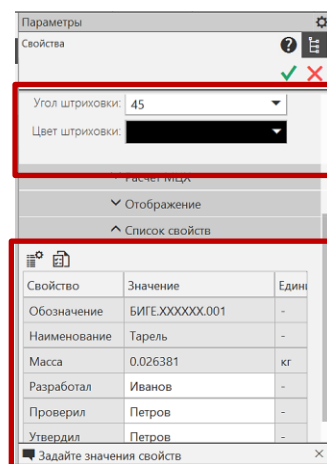 Параметры
Свойства
Угол штриховки: 45
Цвет штриховки:
Расчет МЦХ
Отображение
Список свойств
Свойство Значение Едини
Обозначение БИГЕ.XXXXXX.001 -
Наименование Тарель -
Масса 0.026381 кг
Разработал Иванов -
Проверил Петров -
Утвердил Петров -
Задайте значения свойств